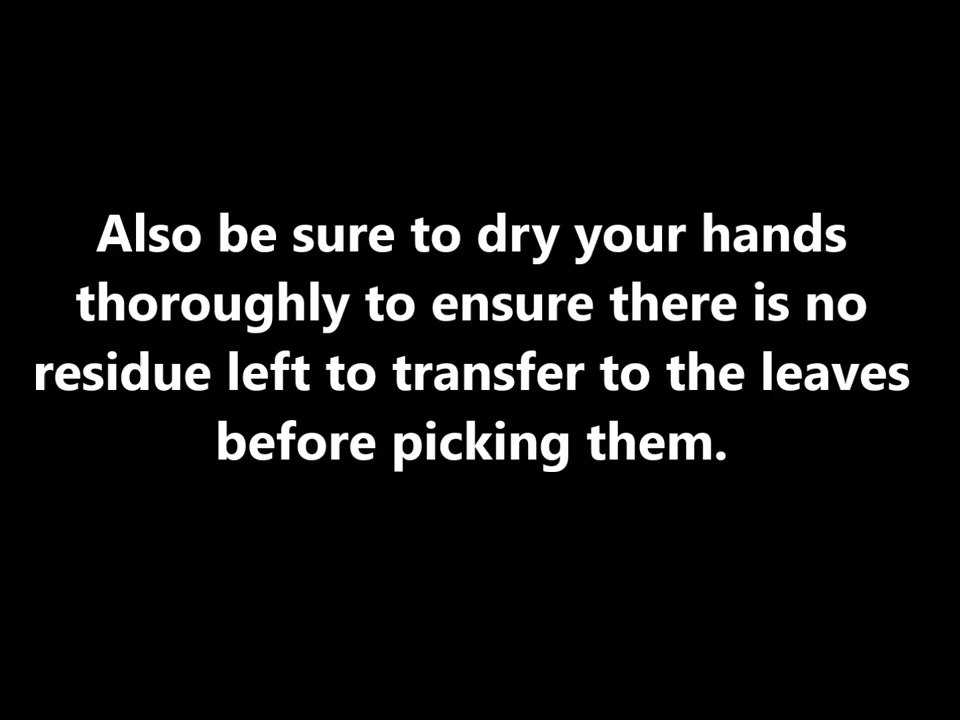 Also be sure to dry your hands
thoroughly to ensure there is no
residue left to transfer to the leaves
before picking them.